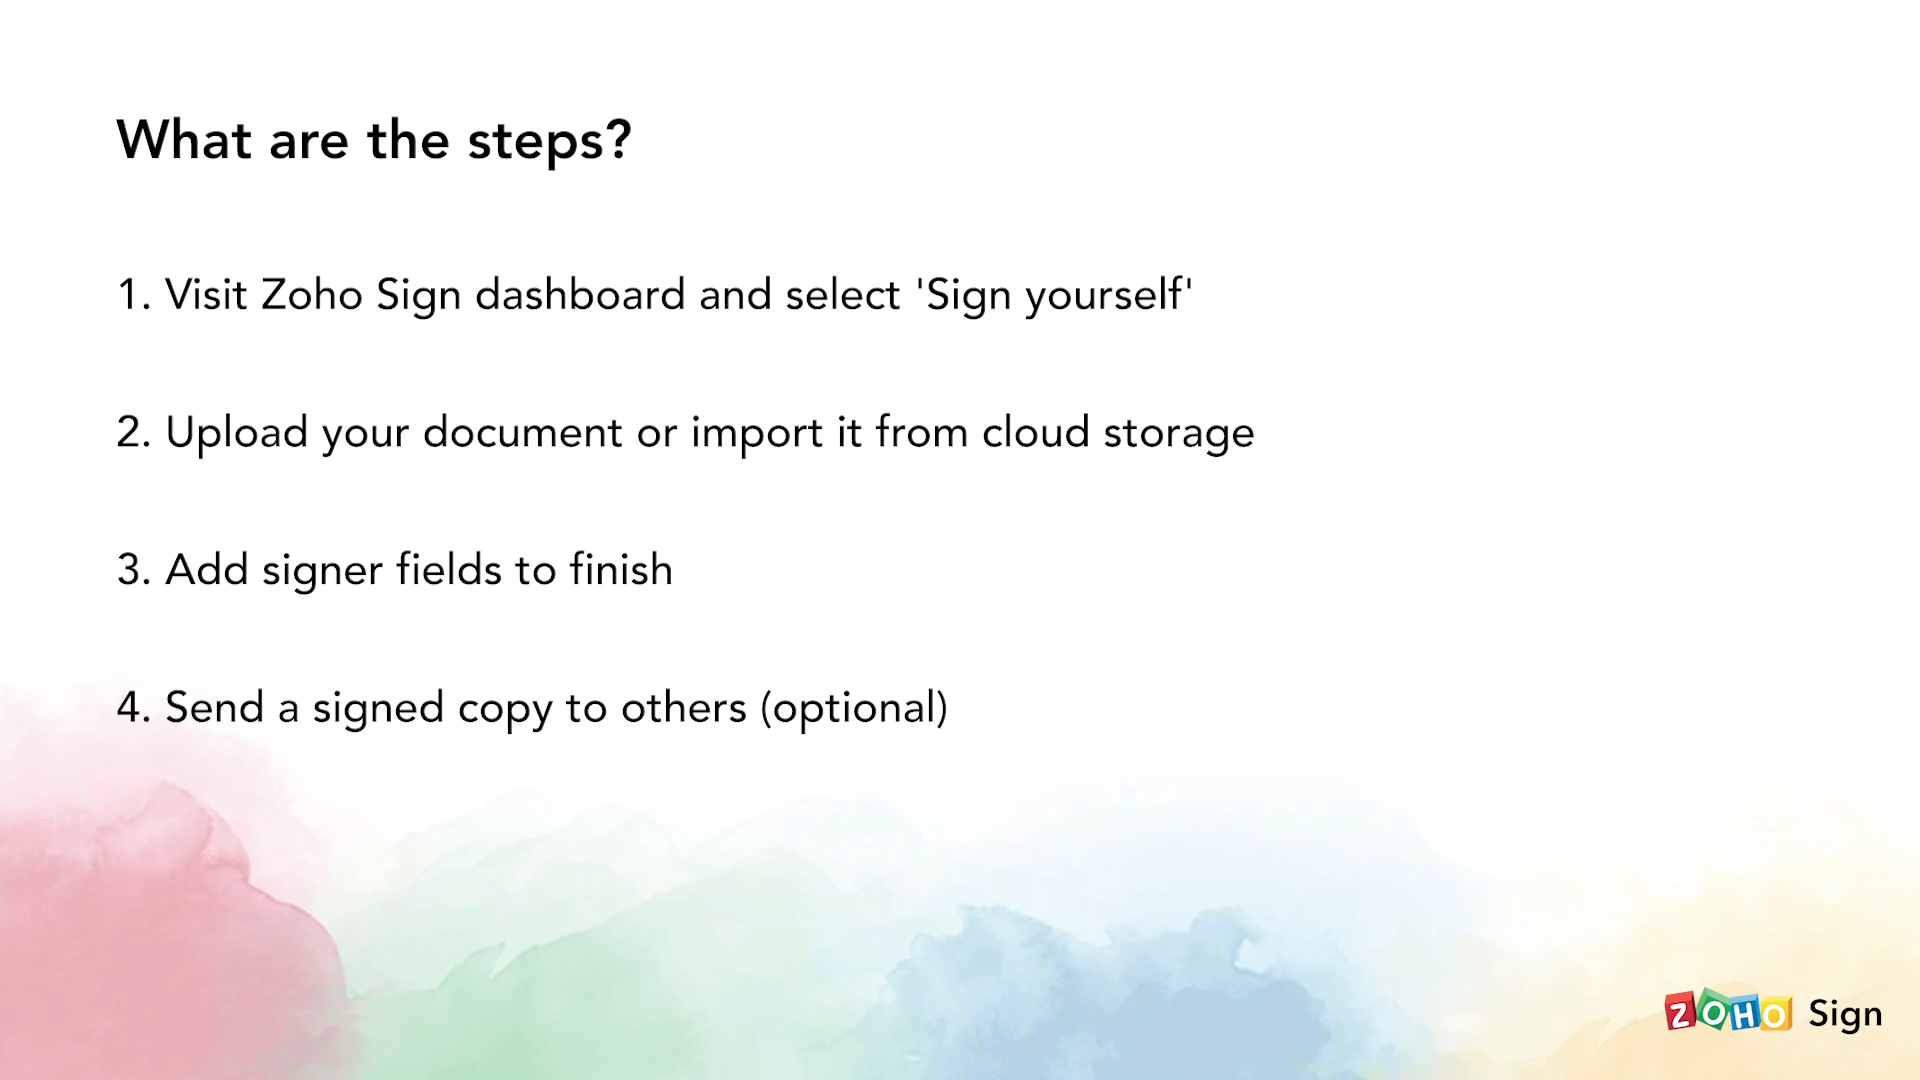 What are the steps?
1. Visit Zoho Sign dashboard and select 'Sign yourself'
2. Upload your document or import it from cloud storage
3. Add signer fields to finish
4. Send a signed copy to others (optional)
ZOHO Sign